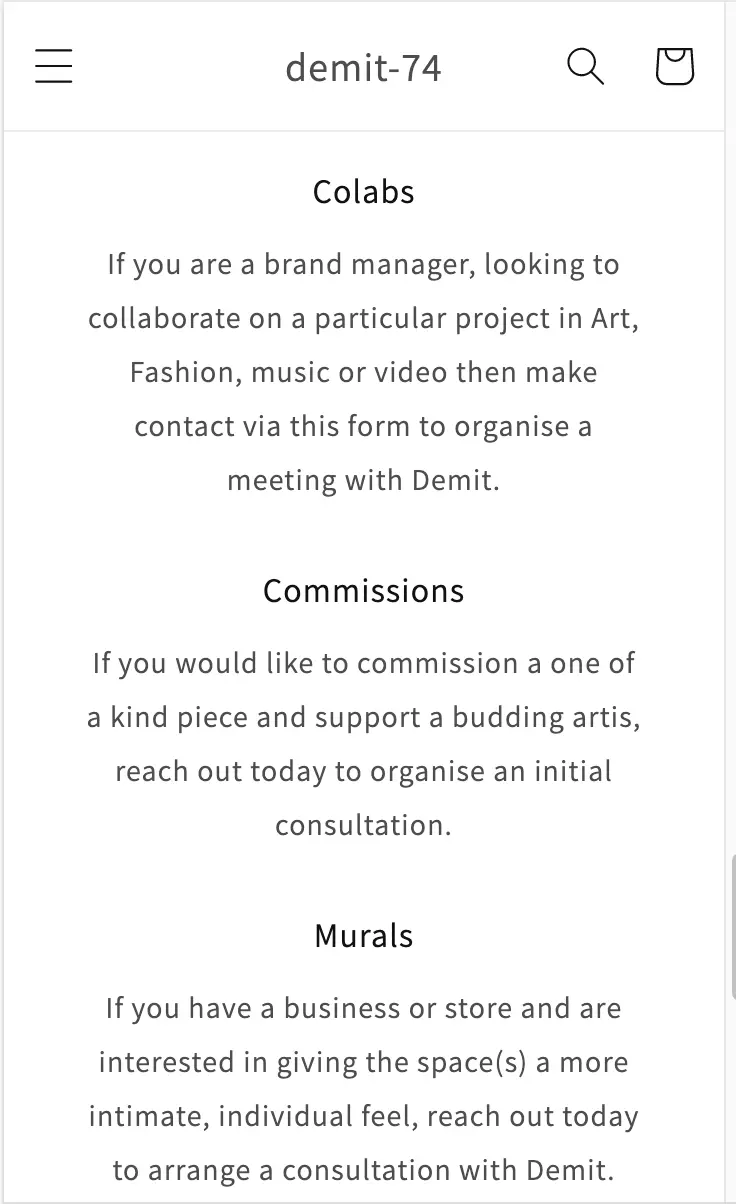 demit-74
Colabs
If you are a brand manager, looking to
collaborate on a particular project in Art,
Fashion, music or video then make
contact via this form to organise a
meeting with Demit.
Commissions
If you would like to commission a one of
a kind piece and support a budding artis,
reach out today to organise an initial
consultation.
Murals
If you have a business or store and are
interested in giving the space(s) a more
intimate, individual feel, reach out today
to arrange a consultation with Demit.